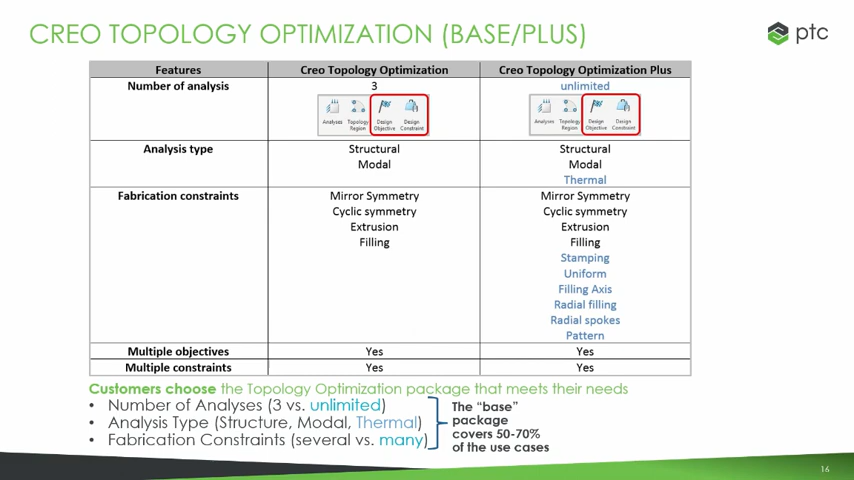 CREO TOPOLOGY OPTIMIZATION (BASE/PLUS)
ptc
Features Creo Topology Optimization Creo Topology Optimization Plus
Number of analysis 3 unlimited
Analyses Topology Region Design Objective Design Constraint Analyses Topology Region Design Objective Design Constraint
Analysis type Structural Structural
Modal Modal
Thermal
Fabrication constraints Mirror Symmetry Mirror Symmetry
Cyclic symmetry Cyclic symmetry
Extrusion Extrusion
Filling Filling
Stamping
Uniform
Filling Axis
Radial filling
Radial spokes
Pattern
Multiple objectives Yes Yes
Multiple constraints Yes Yes
Customers choose the Topology Optimization package that meets their needs
• Number of Analyses (3 vs. unlimited)
• Analysis Type (Structure, Modal, Thermal)
• Fabrication Constraints (several vs. many)
The “base”
package
covers 50-70%
of the use cases
16